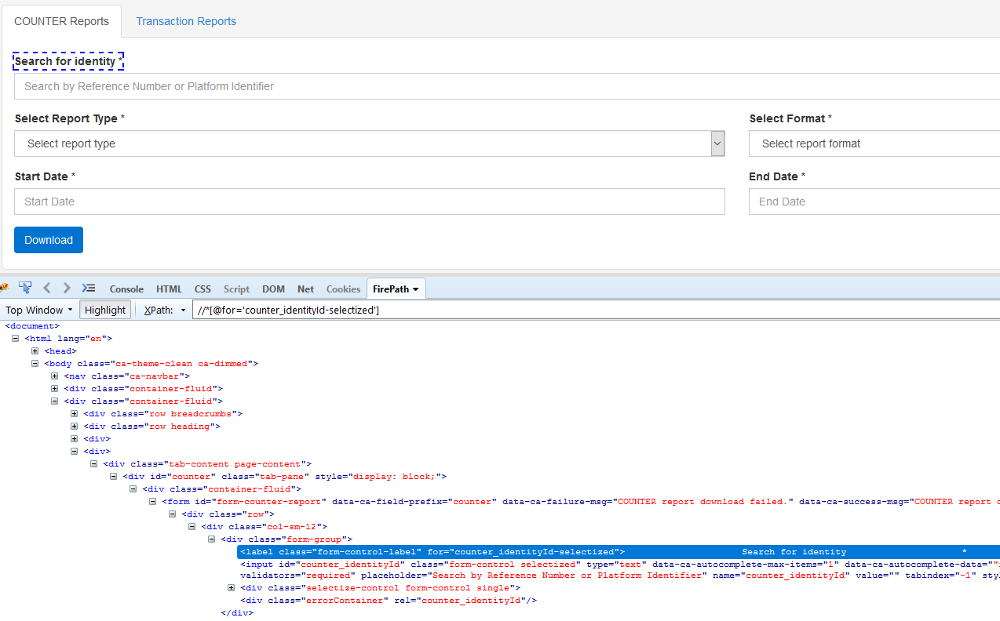 COUNTER Reports Transaction Reports
Search for identity *
Search by Reference Number or Platform Identifier
Select Report Type * Select Format *
Select report type Select report format
Start Date * End Date *
Start Date End Date
Download
Console HTML CSS Script DOM Net Cookies FirePath
Top Window Highlight XPath: //*[@for='counter_identityId-selectized']
<document>
<html lang="en">
<head>
<body class="ca-theme-clean ca-dimmed">
<nav class="ca-navbar">
<div class="container-fluid">
<div class="container-fluid">
<div class="row breadcrumbs">
<div class="row heading">
<div>
<div>
<div class="tab-content page-content">
<div id="counter" class="tab-pane" style="display: block;">
<div class="container-fluid">
<form id="form-counter-report" data-ca-field-prefix="counter" data-ca-failure-msg="COUNTER report download failed." data-ca-success-msg="COUNTER report
<div class="row">
<div class="col-sm-12">
<div class="form-group">
<label class="form-control-label" for="counter_identityId-selectized"> Search for identity *
<input id="counter_identityId" class="form-control selectized" type="text" data-ca-autocomplete-max-items="1" data-ca-autocomplete-data=""
validators="required" placeholder="Search by Reference Number or Platform Identifier" name="counter_identityId" value="" tabindex="-1" sty
<div class="selectize-control form-control single">
<div class="errorContainer" rel="counter_identityId"/>
</div>